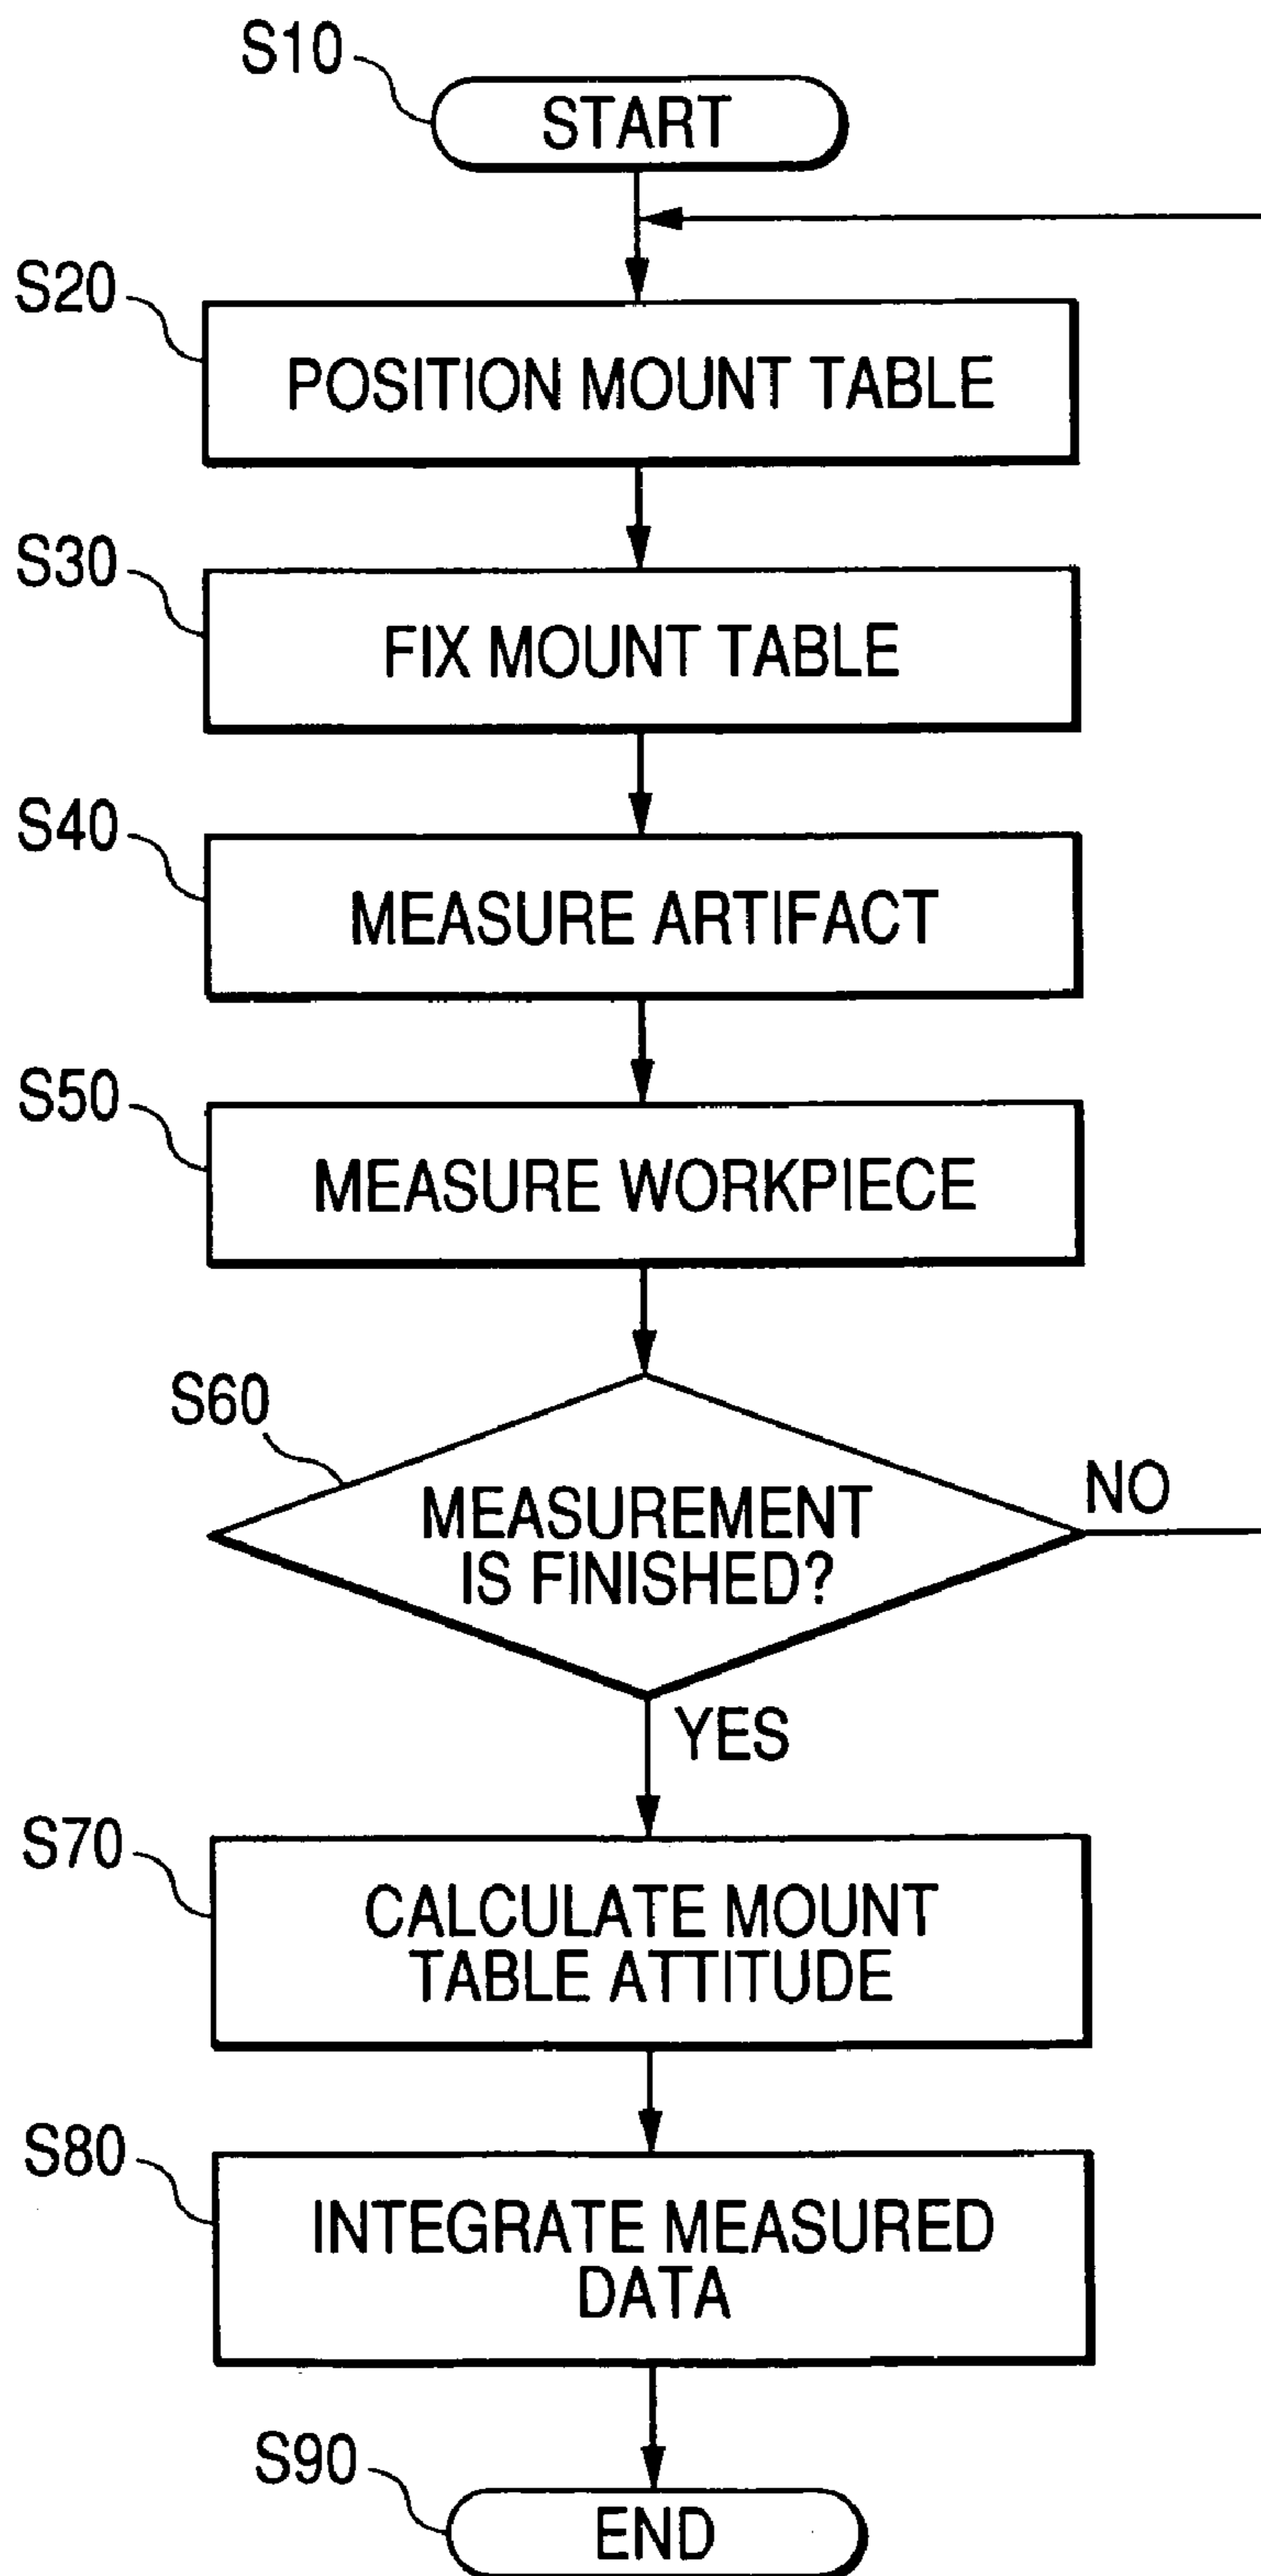 S10
START
S20
POSITION MOUNT TABLE
S30
FIX MOUNT TABLE
S40
MEASURE ARTIFACT
S50
MEASURE WORKPIECE
S60
MEASUREMENT
IS FINISHED?
NO
YES
S70
CALCULATE MOUNT
TABLE ATTITUDE
S80
INTEGRATE MEASURED
DATA
S90
END